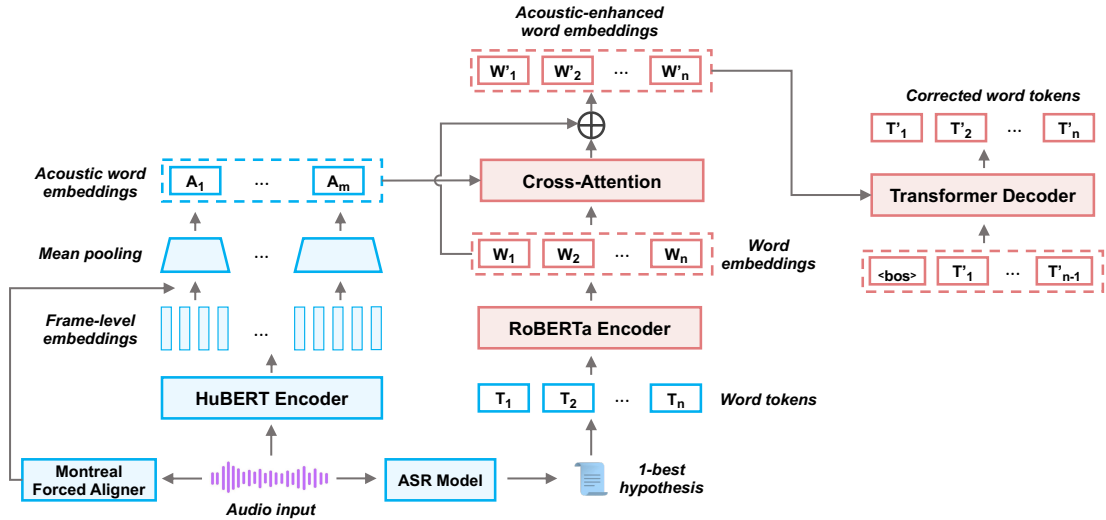 Acoustic-enhanced
word embeddings
W'1 W'2 ... W'n
Corrected word tokens
T'1 T'2 ... T'n
Acoustic word
embeddings
A1 ... Am
Cross-Attention
Transformer Decoder
Mean pooling
...
W1 W2 ... Wn
Word
embeddings
<bos> T'1 ... T'n-1
Frame-level
embeddings
...
RoBERTa Encoder
HuBERT Encoder
T1 T2 ... Tn
Word tokens
Montreal
Forced Aligner
Audio input
ASR Model
1-best
hypothesis